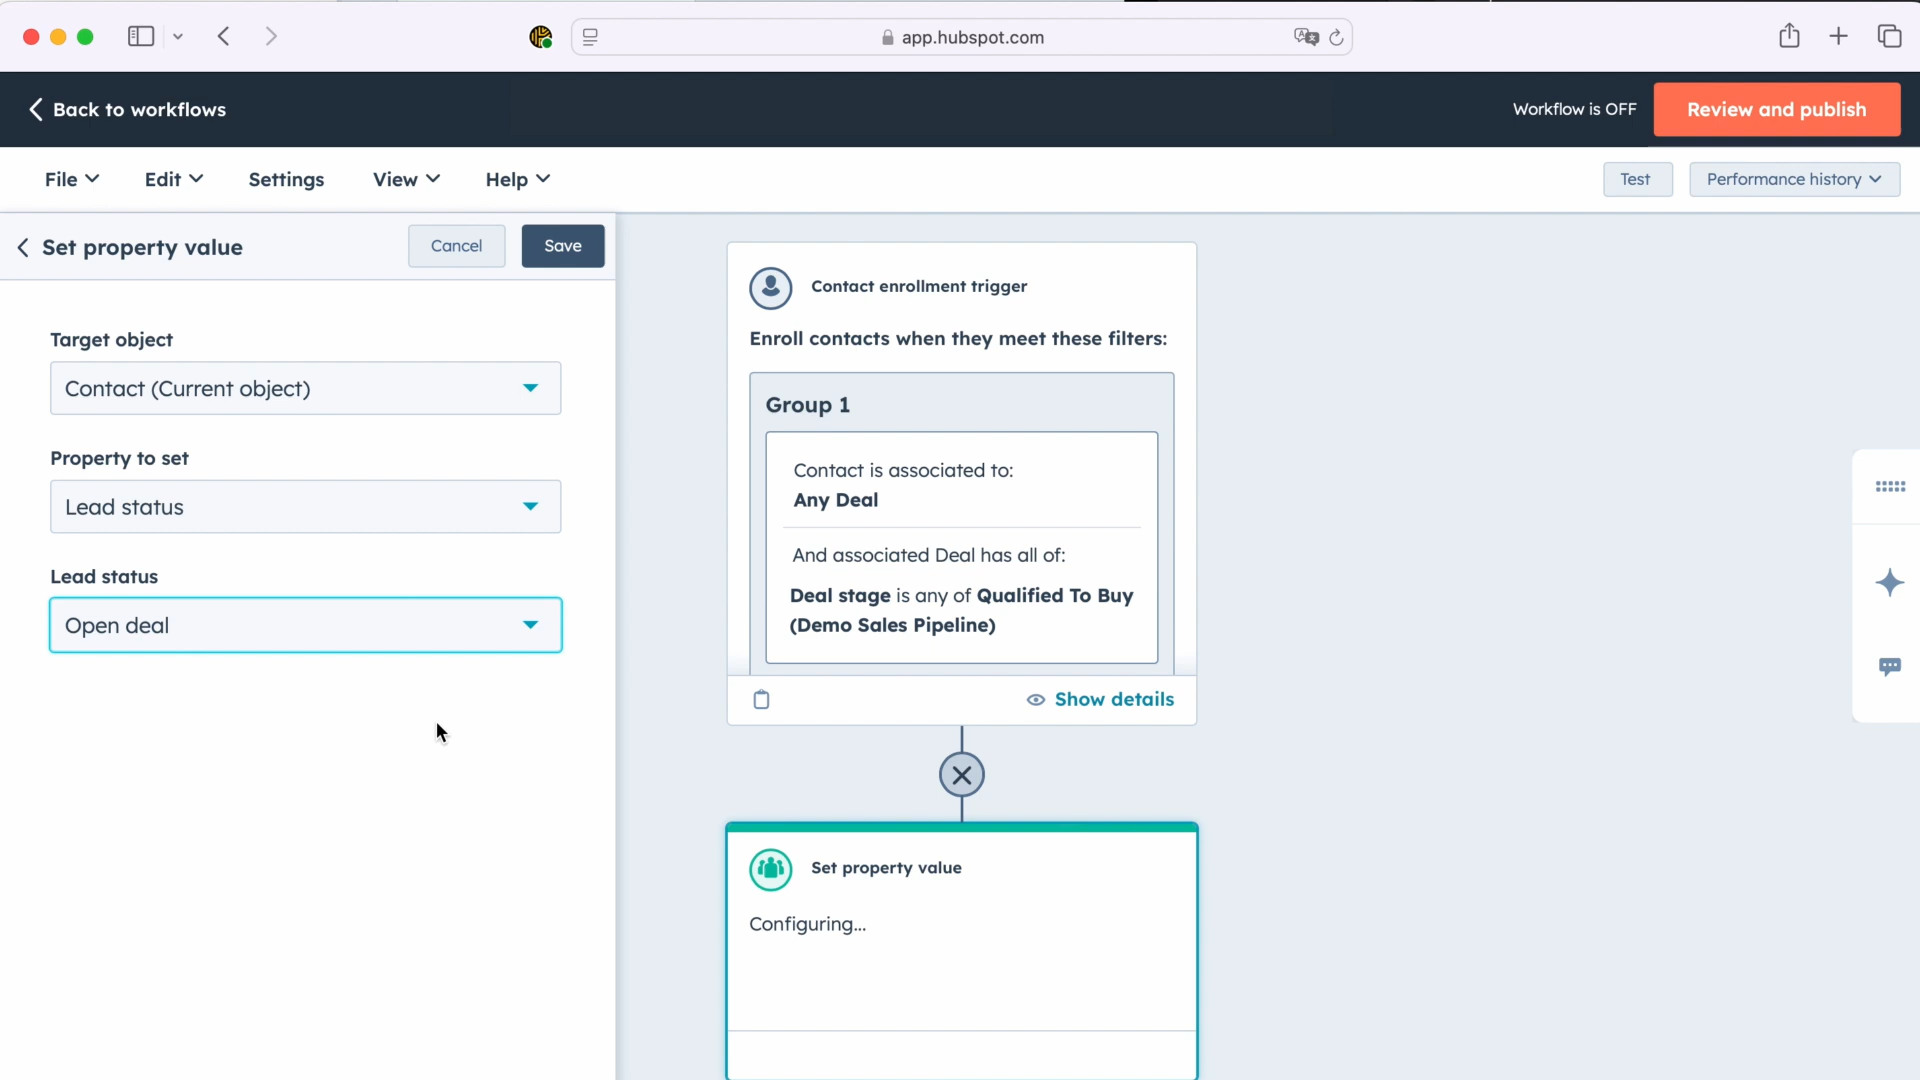 app.hubspot.com
Back to workflows
Workflow is OFF
Review and publish
File
Edit
Settings
View
Help
Test
Performance history
Set property value
Cancel
Save
Target object
Contact (Current object)
Property to set
Lead status
Lead status
Open deal
Contact enrollment trigger
Enroll contacts when they meet these filters:
Group 1
Contact is associated to:
Any Deal
And associated Deal has all of:
Deal stage is any of Qualified To Buy
(Demo Sales Pipeline)
Show details
Set property value
Configuring...